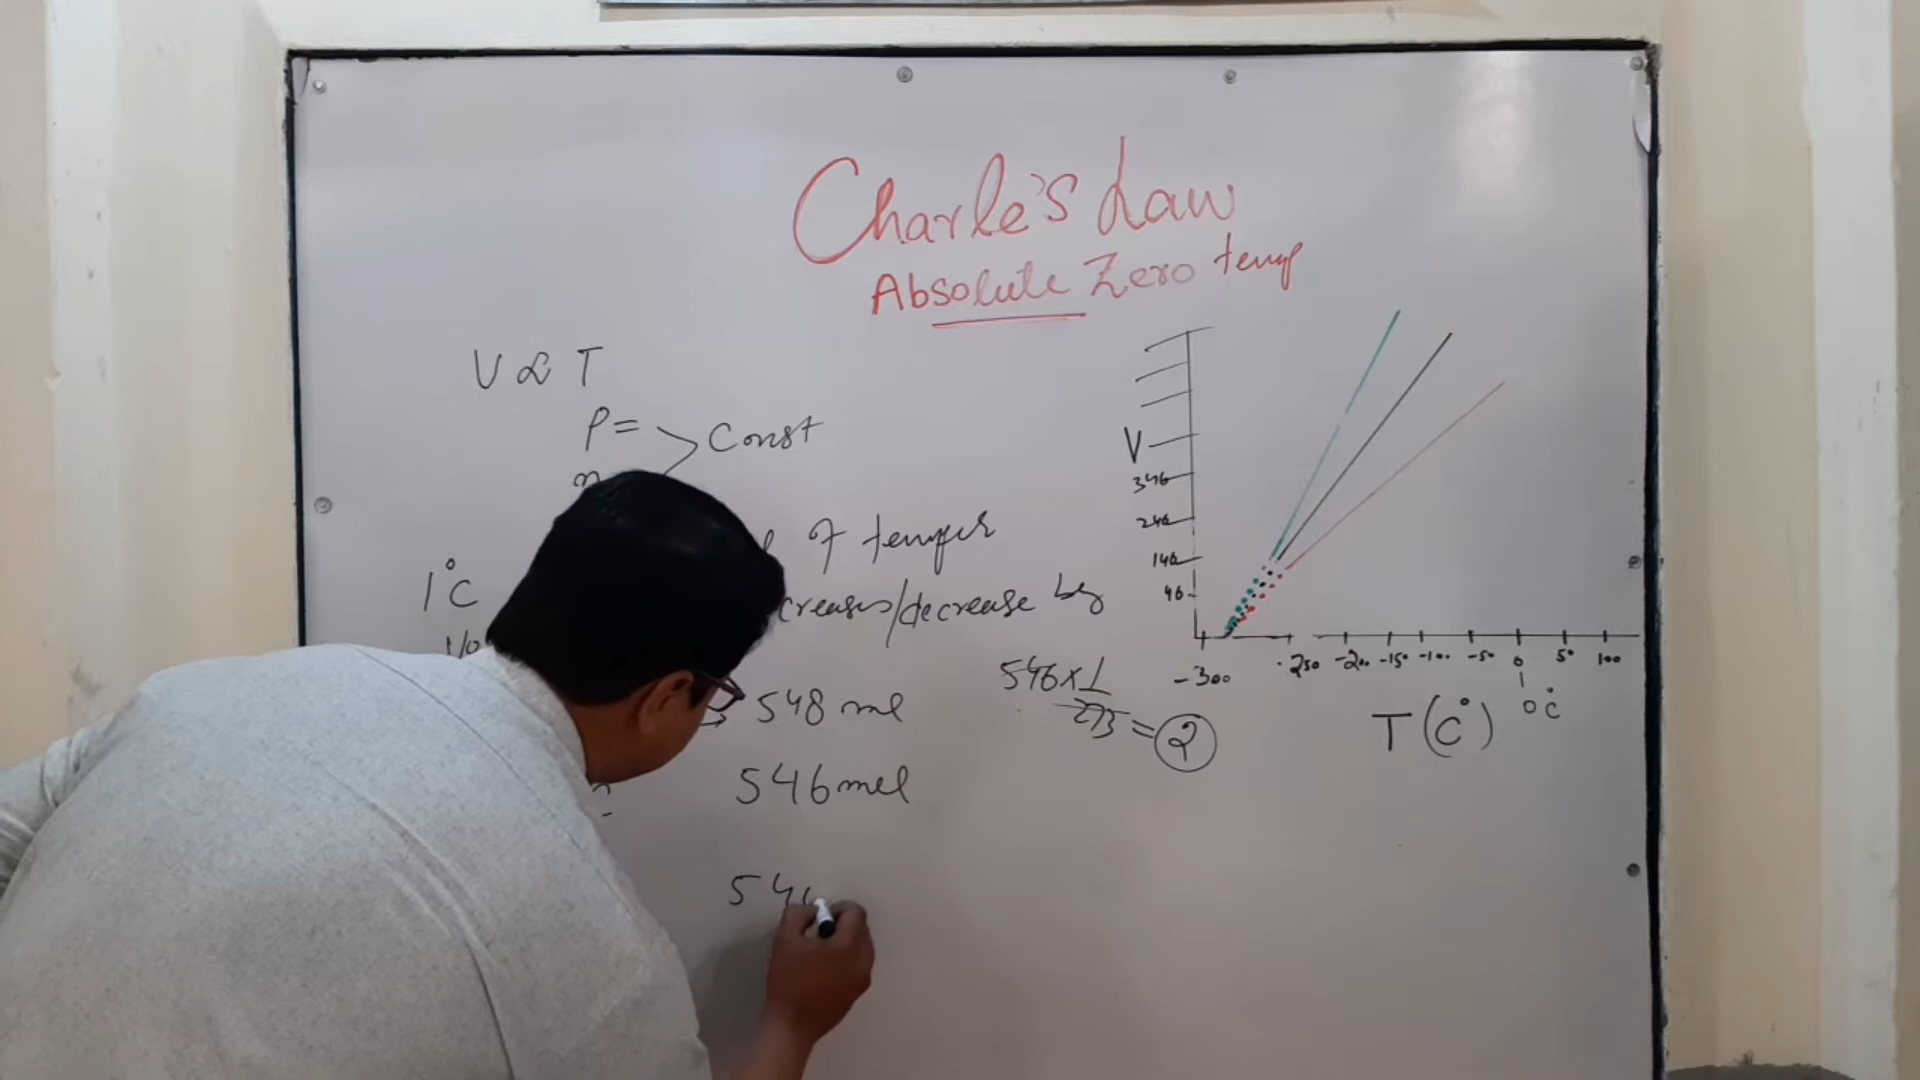 Charle's Law
Absolute Zero temp
V ∝ T
P =
n
Const
of temper
1°C
creases/decrease by
1/0
548 ml
546 ml
54
546 × 1
273 = 2
V
346
246
146
46
-300 -250 -200 -150 -100 -50 0 50 100
0°C
T (C°)